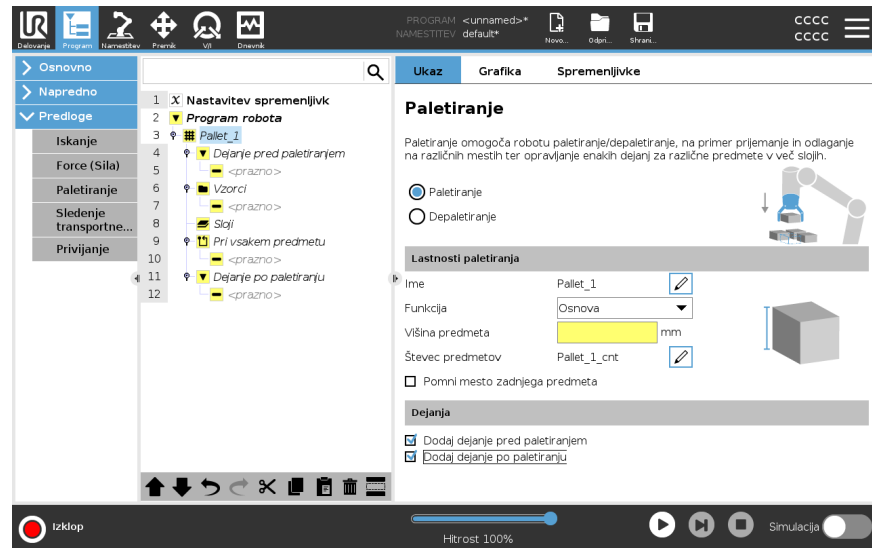 PROGRAM <unnamed>*
NAMESTITEV default*
CCCC
CCCC
Delovanje
Program
Namestitev
Premik
V/I
Dnevnik
Novo...
Odpri...
Shrani...
Osnovno
Napredno
Predloge
Iskanje
Force (Sila)
Paletiranje
Sledenje
transportne...
Privijanje
1 X Nastavitev spremenljivk
2 Program robota
3 Pallet_1
4 Dejanje pred paletiranjem
5 <prazno>
6 Vzorci
7 <prazno>
8 Sloji
9 Pri vsakem predmetu
10 <prazno>
11 Dejanje po paletiranju
12 <prazno>
Ukaz
Grafika
Spremenljivke
Paletiranje
Paletiranje omogoča robotu paletiranje/depaletiranje, na primer prijemanje in odlaganje
na različnih mestih ter opravljanje enakih dejanj za različne predmete v več slojih.
Paletiranje
Depaletiranje
Lastnosti paletiranja
Ime Pallet_1
Funkcija Osnova
Višina predmeta mm
Števec predmetov Pallet_1_cnt
Pomni mesto zadnjega predmeta
Dejanja
Dodaj dejanje pred paletiranjem
Dodaj dejanje po paletiranju
Izklop
Hitrost 100%
Simulacija